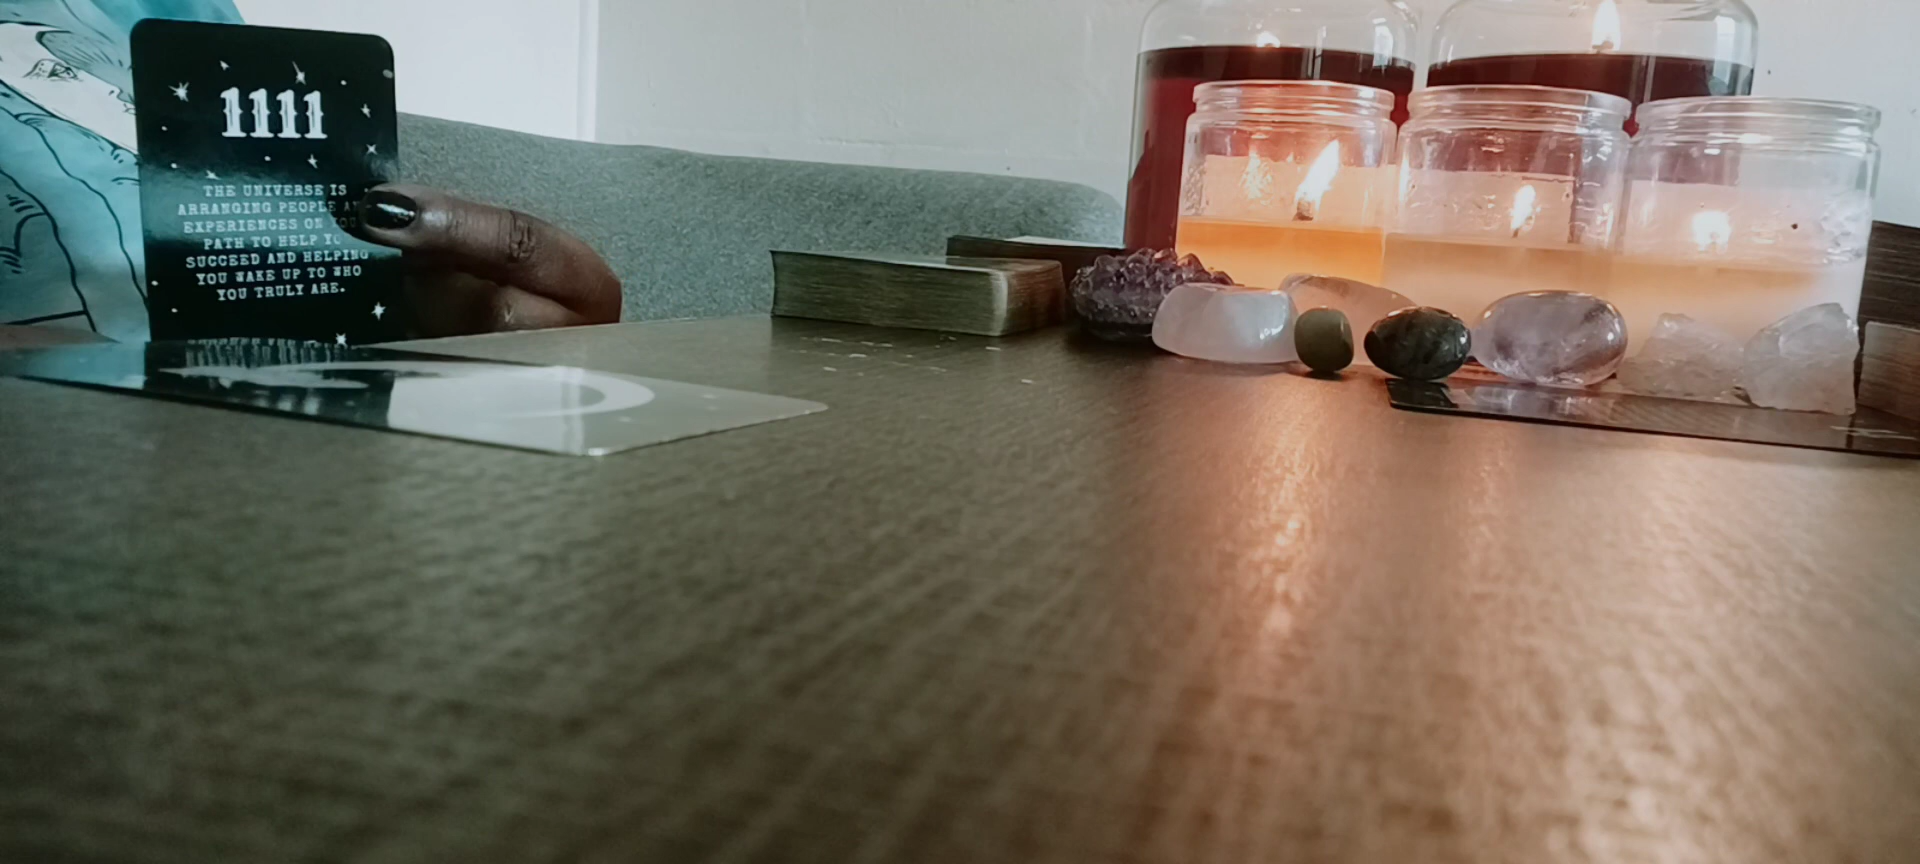 1111
THE UNIVERSE IS
ARRANGING PEOPLE
EXPERIENCES ON
PATH TO HELP
SUCCEED AND HELPING
YOU WAKE UP TO WHO
YOU TRULY ARE.